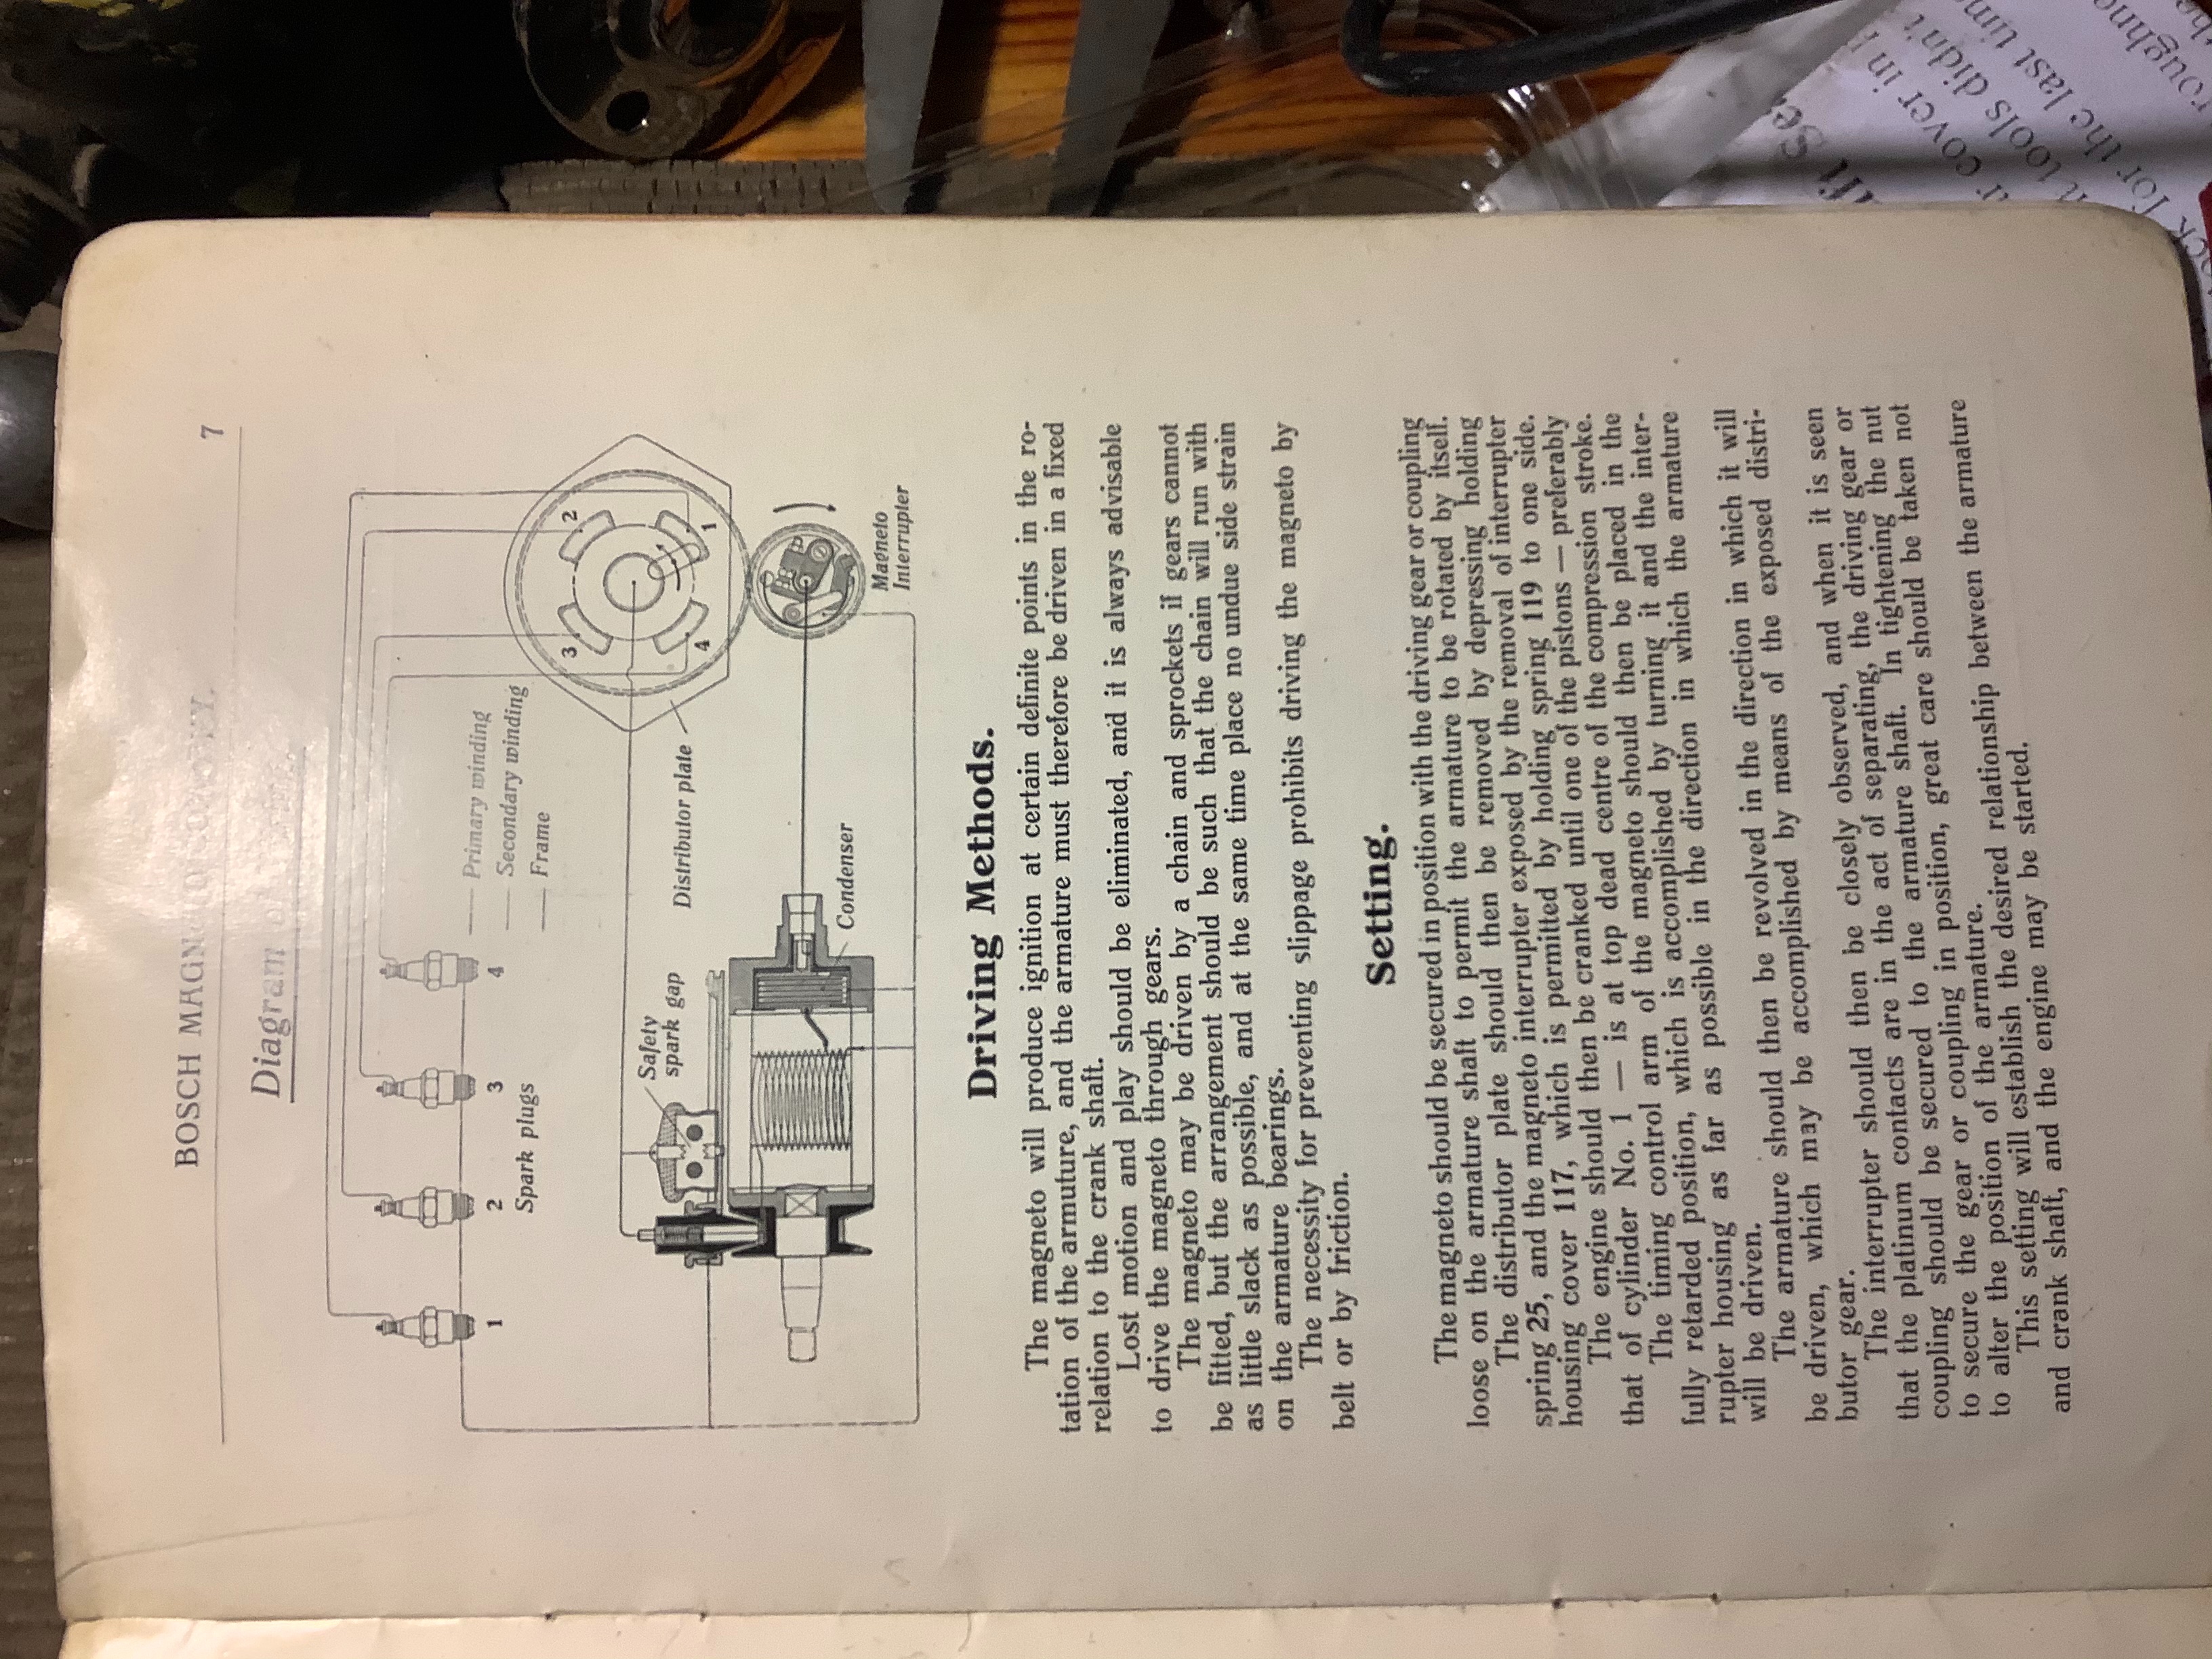 BOSCH MAGNETO COMPANY. 7
Diagram of
1
2
3
4
Spark plugs
Primary winding
Secondary winding
Frame
Safety
spark gap
Distributor plate
Condenser
3
2
4
1
Magneto
Interrupter
Driving Methods.
The magneto will produce ignition at certain definite points in the ro-
tation of the armuture, and the armature must therefore be driven in a fixed
relation to the crank shaft.
Lost motion and play should be eliminated, and it is always advisable
to drive the magneto through gears.
The magneto may be driven by a chain and sprockets if gears cannot
be fitted, but the arrangement should be such that the chain will run with
as little slack as possible, and at the same time place no undue side strain
on the armature bearings.
The necessity for preventing slippage prohibits driving the magneto by
belt or by friction.
Setting.
The magneto should be secured in position with the driving gear or coupling
loose on the armature shaft to permit the armature to be rotated by itself.
The distributor plate should then be removed by depressing holding
spring 25, and the magneto interrupter exposed by the removal of interrupter
housing cover 117, which is permitted by holding spring 119 to one side.
The engine should then be cranked until one of the pistons — preferably
that of cylinder No. 1 — is at top dead centre of the compression stroke.
The timing control arm of the magneto should then be placed in the
fully retarded position, which is accomplished by turning it and the inter-
rupter housing as far as possible in the direction in which the armature
will be driven.
The armature should then be revolved in the direction in which it will
be driven, which may be accomplished by means of the exposed distri-
butor gear.
The interrupter should then be closely observed, and when it is seen
that the platinum contacts are in the act of separating, the driving gear or
coupling should be secured to the armature shaft. In tightening the nut
to secure the gear or coupling in position, great care should be taken not
to alter the position of the armature.
This setting will establish the desired relationship between the armature
and crank shaft, and the engine may be started.
cover in
tools didn't
for the last time